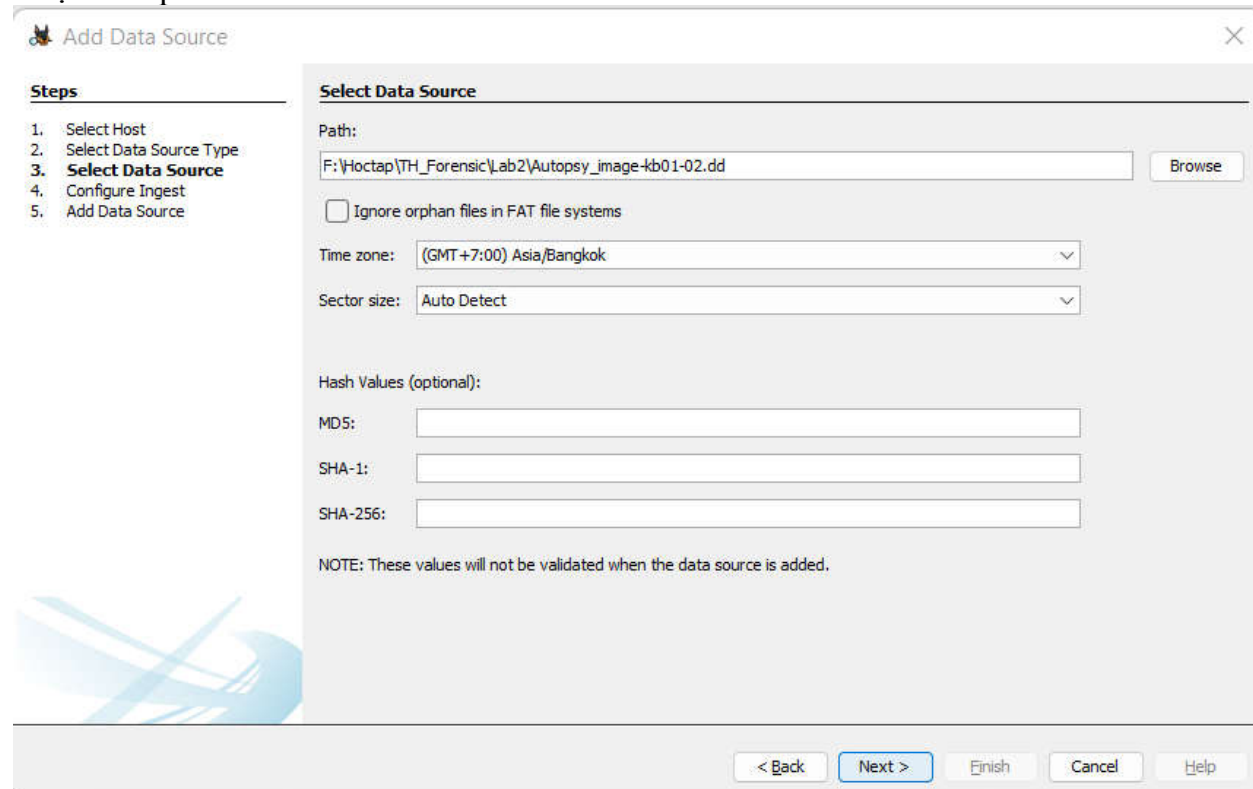 Add Data Source
Steps
1. Select Host
2. Select Data Source Type
3. Select Data Source
4. Configure Ingest
5. Add Data Source
Select Data Source
Path:
F:\Hoctap\TH_Forensic\Lab2\Autopsy_image-kb01-02.dd
Browse
Ignore orphan files in FAT file systems
Time zone: (GMT+7:00) Asia/Bangkok
Sector size: Auto Detect
Hash Values (optional):
MD5:
SHA-1:
SHA-256:
NOTE: These values will not be validated when the data source is added.
< Back Next > Finish Cancel Help